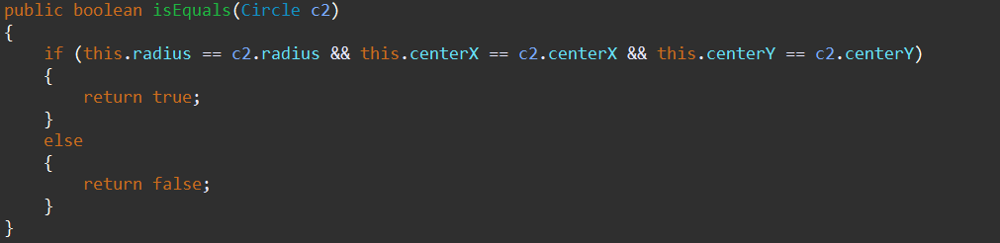 public boolean isEquals(Circle c2)
{
    if (this.radius == c2.radius && this.centerX == c2.centerX && this.centerY == c2.centerY)
    {
        return true;
    }
    else
    {
        return false;
    }
}